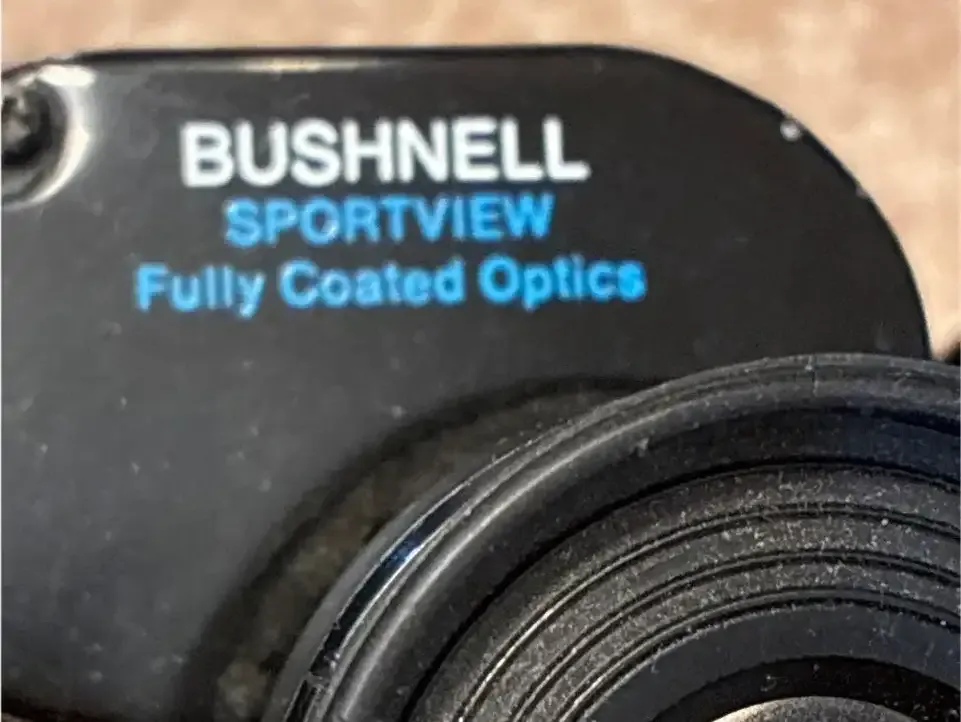 BUSHNELL
SPORTVIEW
Fully Coated Optics